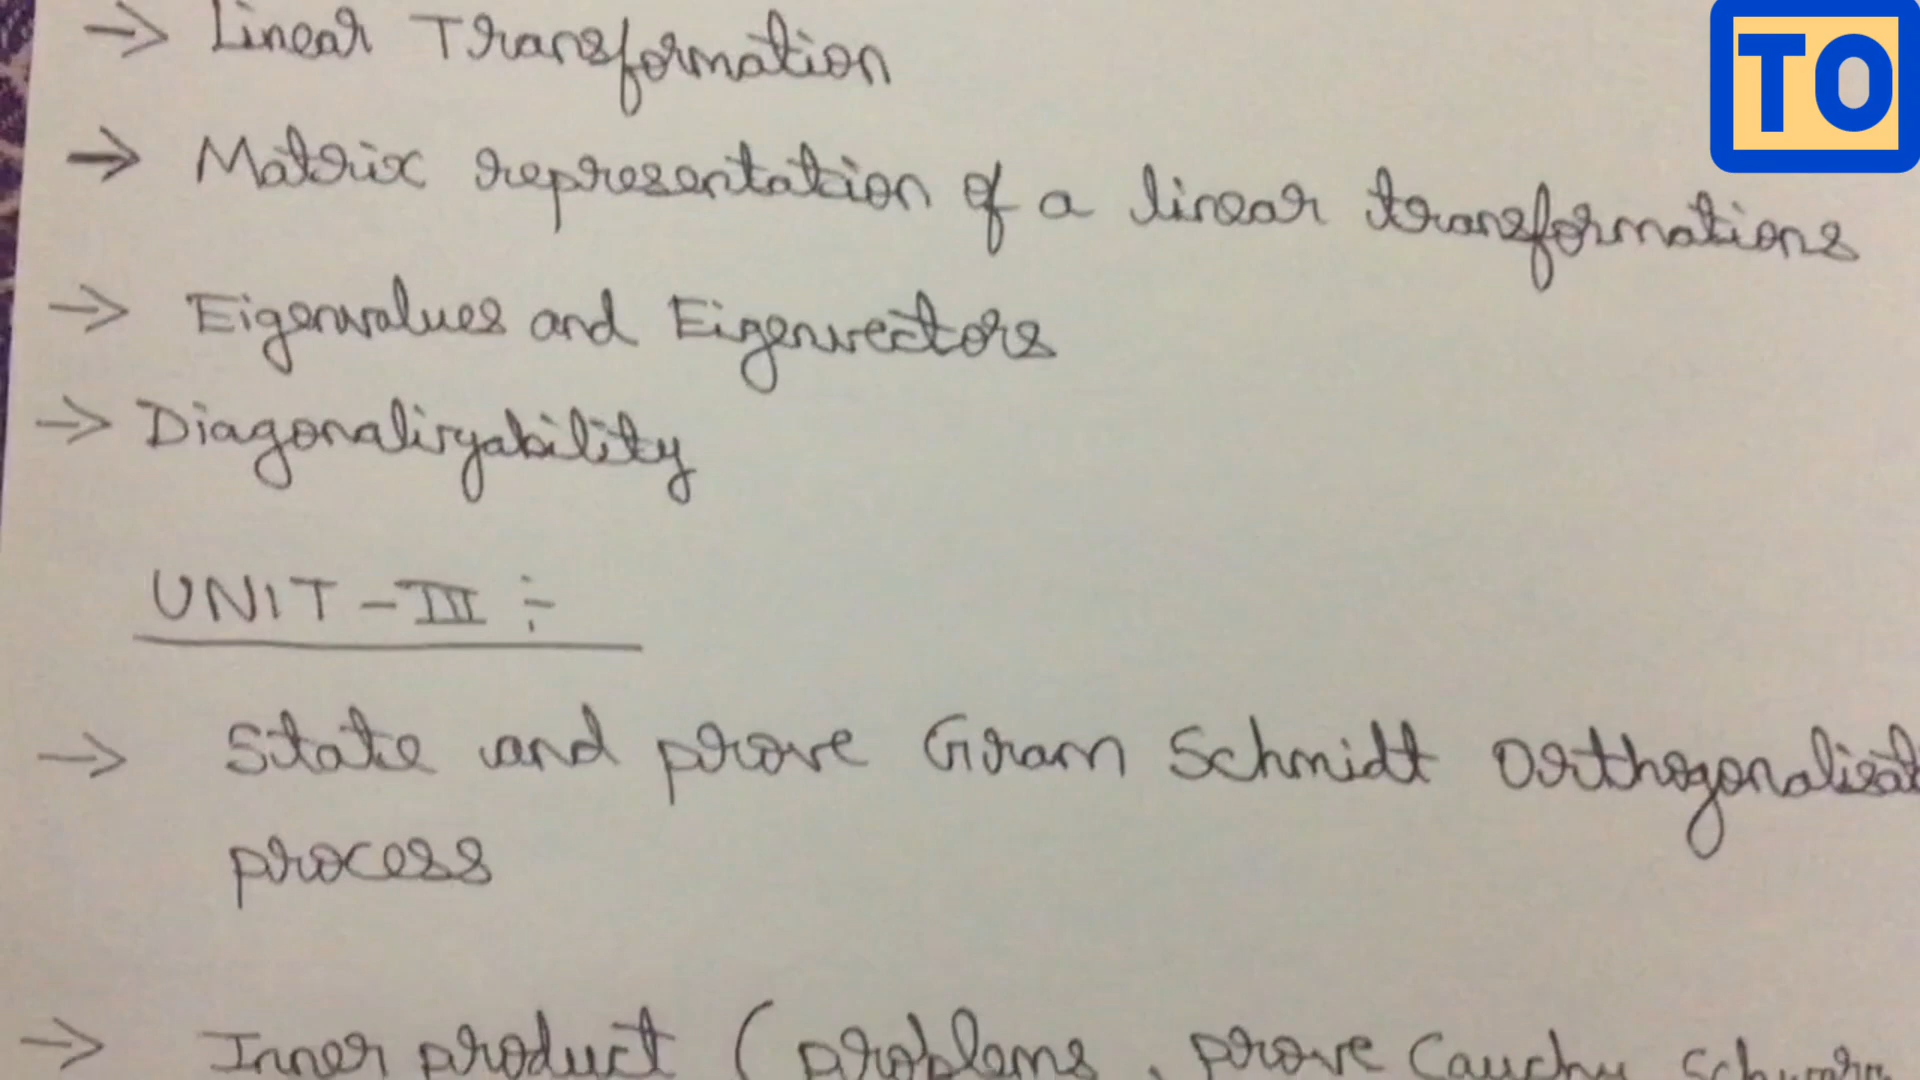 TO
→ Linear Transformation
→ Matrix representation of a linear transformations
→ Eigenvalues and Eigenvectors
→ Diagonalizability
UNIT - III ÷
→ State and prove Gram Schmidt Orthogonalisat
process
→ Inner product ( problems, prove Cauchy Schwarz